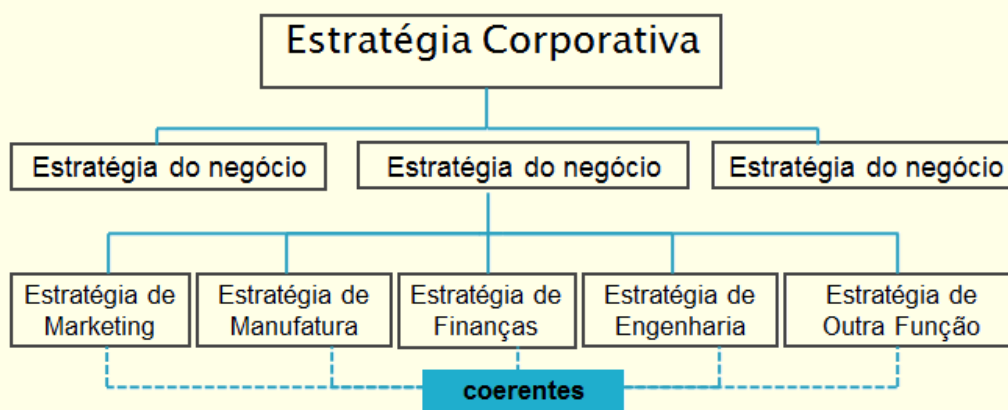 Estratégia Corporativa
Estratégia do negócio
Estratégia do negócio
Estratégia do negócio
Estratégia de
Marketing
Estratégia de
Manufatura
Estratégia de
Finanças
Estratégia de
Engenharia
Estratégia de
Outra Função
coerentes